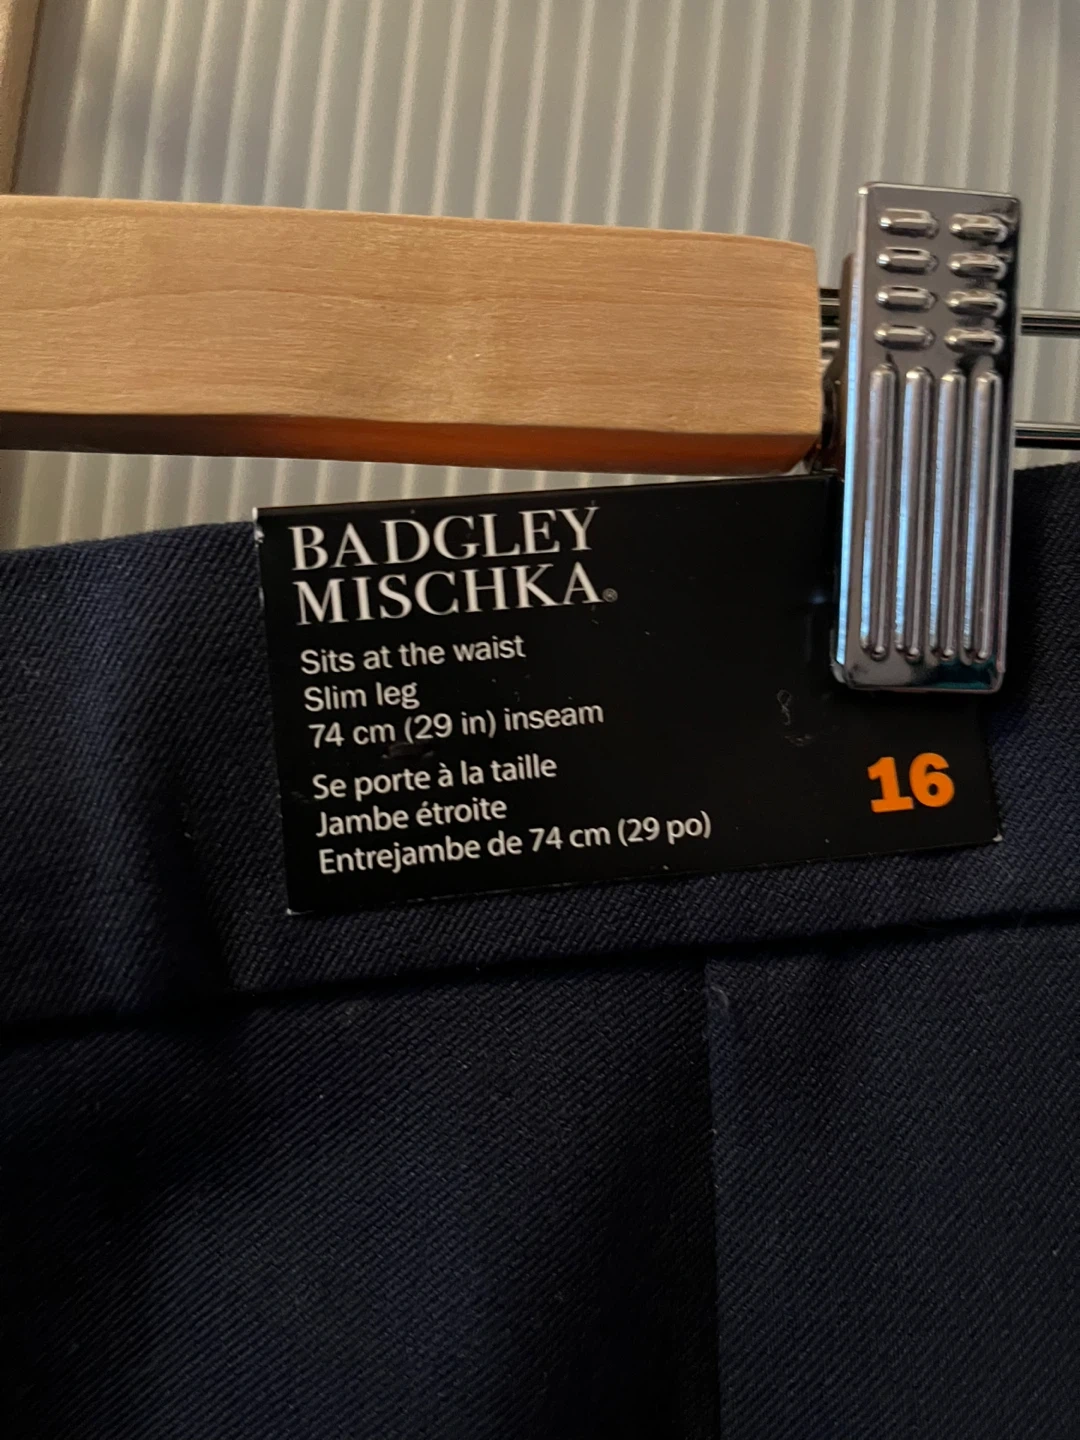 BADGLEY
MISCHKA®
Sits at the waist
Slim leg
74 cm (29 in) inseam
Se porte à la taille
Jambe étroite
Entrejambe de 74 cm (29 po)
16